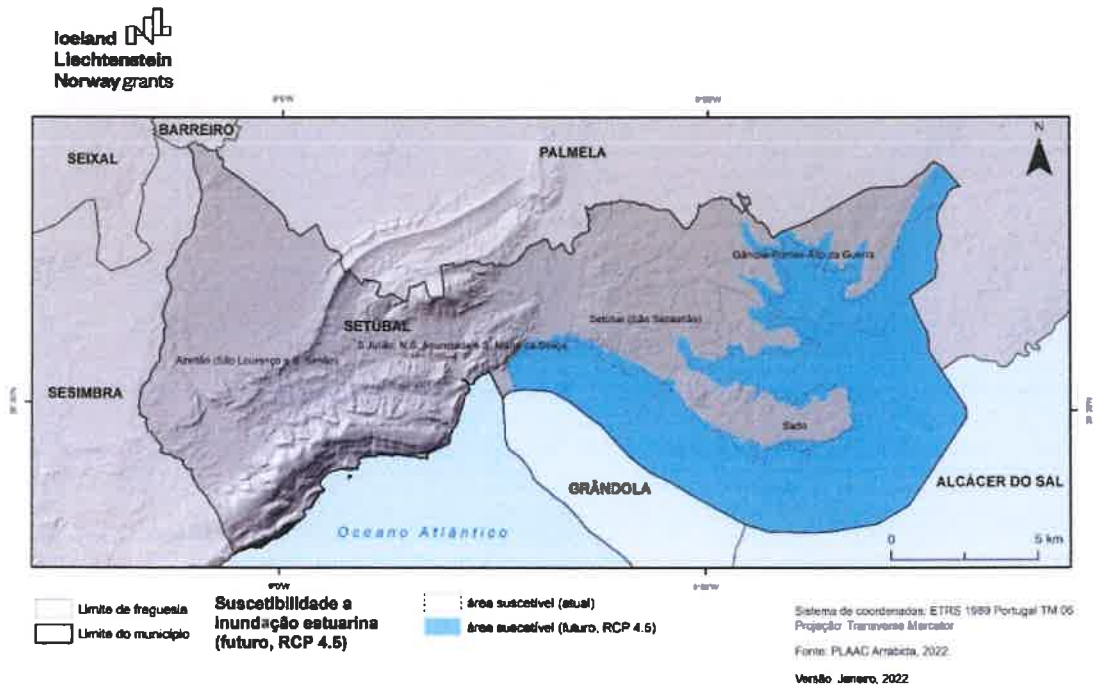 Iceland
Liechtenstein
Norway grants
BARREIRO
SEIXAL
PALMELA
N
Gâmbia-Pontes-Alto da Guerra
SETÚBAL
Setúbal (São Sebastião)
Azeitão (São Lourenço e S. Simão)
SESIMBRA
Sado
GRÂNDOLA
ALCÁCER DO SAL
Oceano Atlântico
0 5 km
Limite de freguesia
Limite do município
Suscetibilidade a
inundação estuarina
(futuro, RCP 4.5)
área suscetível (atual)
área suscetível (futuro, RCP 4.5)
Sistema de coordenadas: ETRS 1989 Portugal TM 06
Projeção: Transverse Mercator
Fonte: PLAAC Arrábida, 2022.
Versão Janeiro, 2022